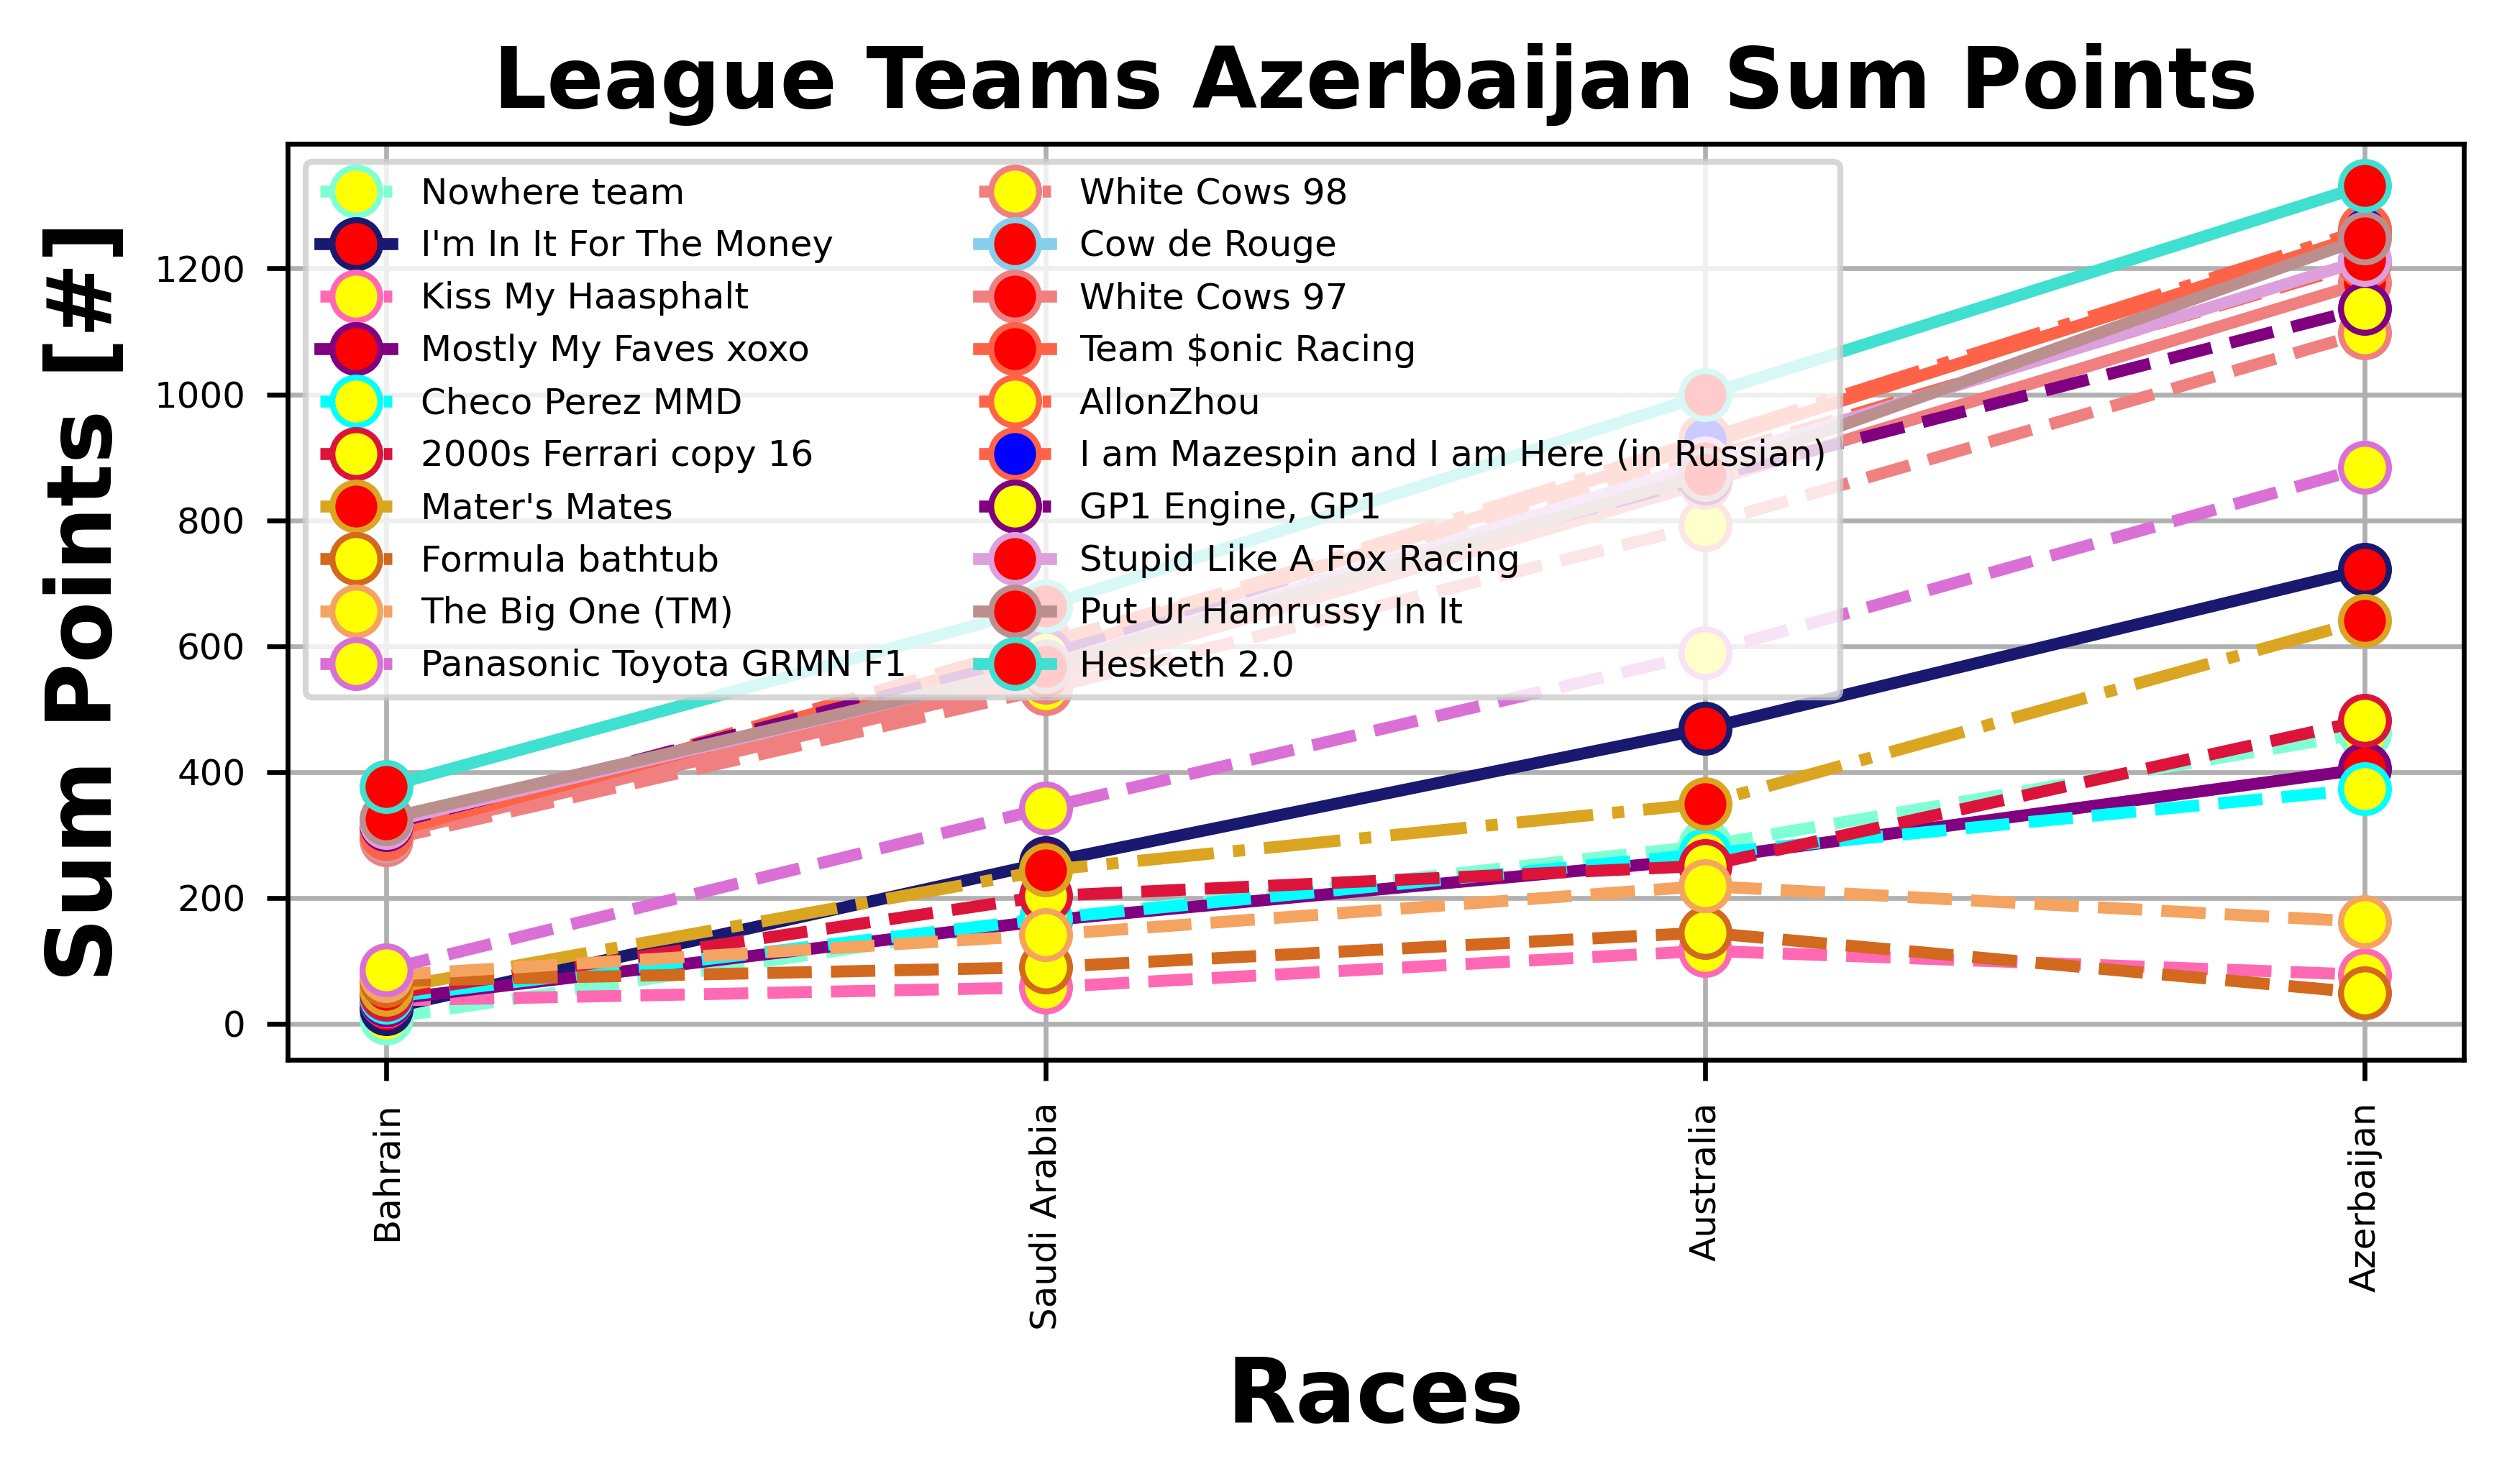 League Teams Azerbaijan Sum Points
Sum Points [#]
1200
1000
800
600
400
200
0
Nowhere team
I'm In It For The Money
Kiss My Haasphalt
Mostly My Faves xoxo
Checo Perez MMD
2000s Ferrari copy 16
Mater's Mates
Formula bathtub
The Big One (TM)
Panasonic Toyota GRMN F1
White Cows 98
Cow de Rouge
White Cows 97
Team $onic Racing
AllonZhou
I am Mazespin and I am Here (in Russian)
GP1 Engine, GP1
Stupid Like A Fox Racing
Put Ur Hamrussy In It
Hesketh 2.0
Bahrain
Saudi Arabia
Australia
Azerbaijan
Races